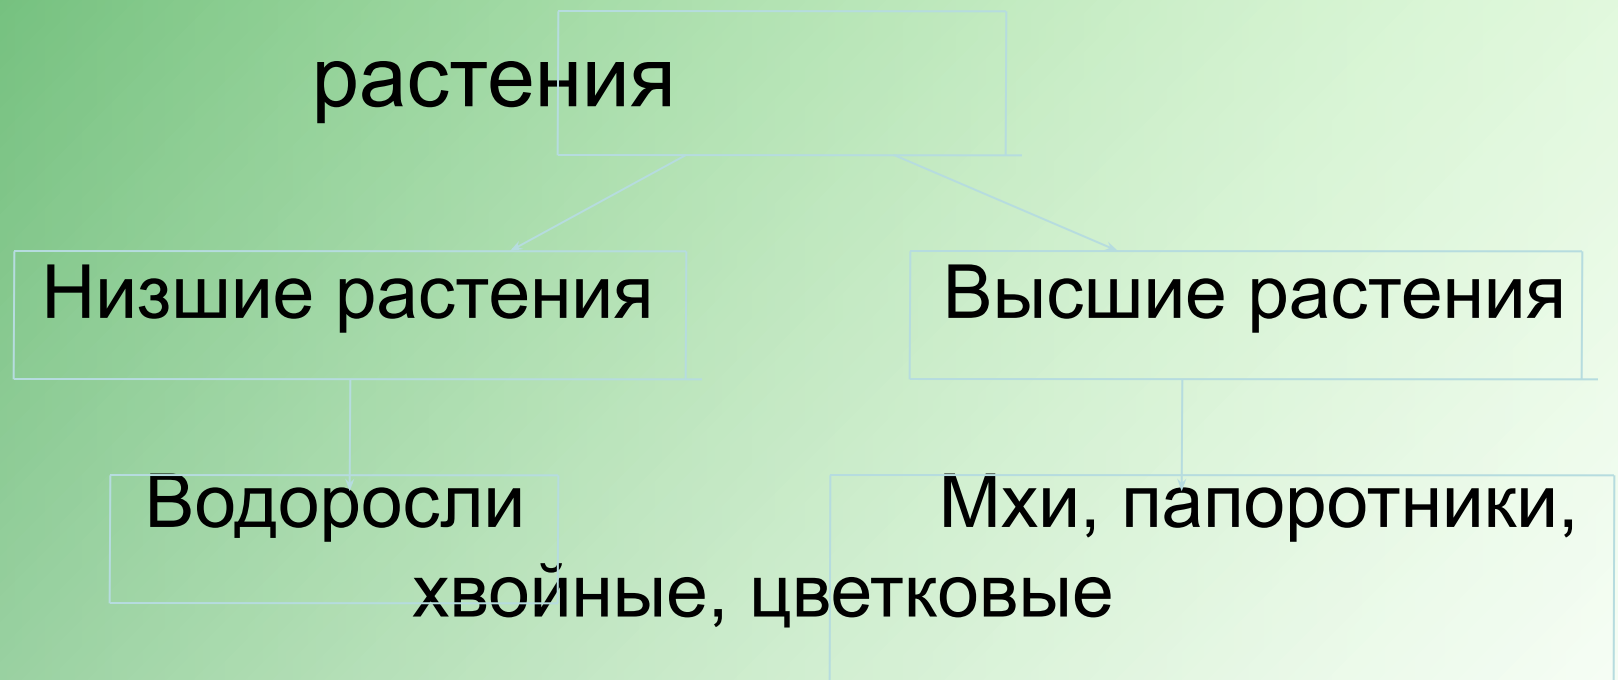 растения
Низшие растения Высшие растения
Водоросли Мхи, папоротники,
хвойные, цветковые